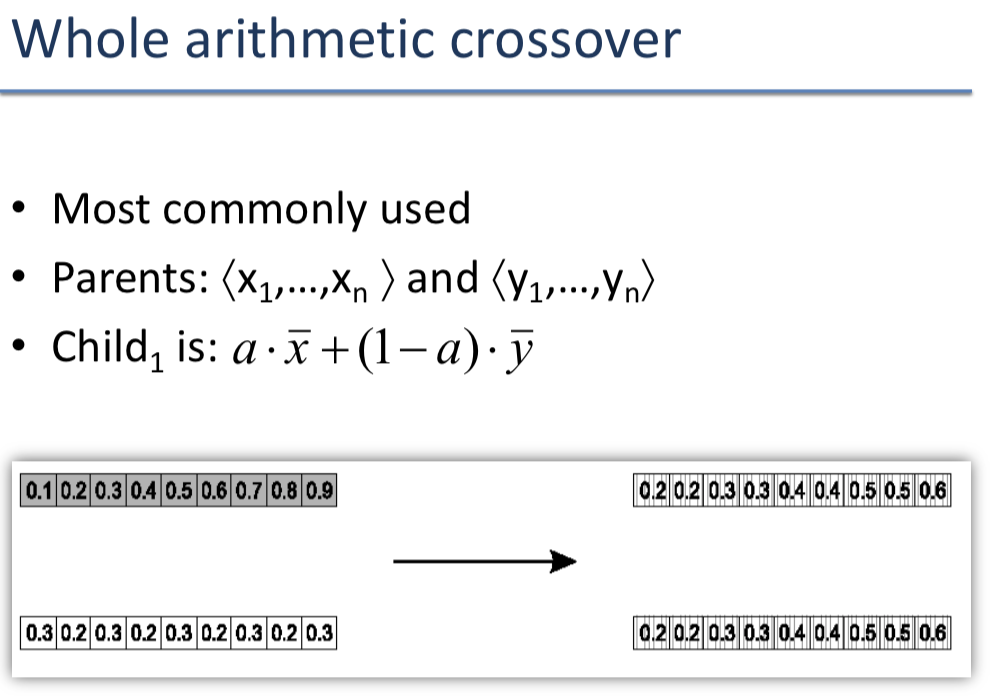 Whole arithmetic crossover
• Most commonly used
• Parents: ⟨x₁,…,xₙ ⟩ and ⟨y₁,…,yₙ⟩
• Child₁ is: a · x̅ + (1 − a) · y̅
0.1 0.2 0.3 0.4 0.5 0.6 0.7 0.8 0.9
0.2 0.2 0.3 0.3 0.4 0.4 0.5 0.5 0.6
0.3 0.2 0.3 0.2 0.3 0.2 0.3 0.2 0.3
0.2 0.2 0.3 0.3 0.4 0.4 0.5 0.5 0.6